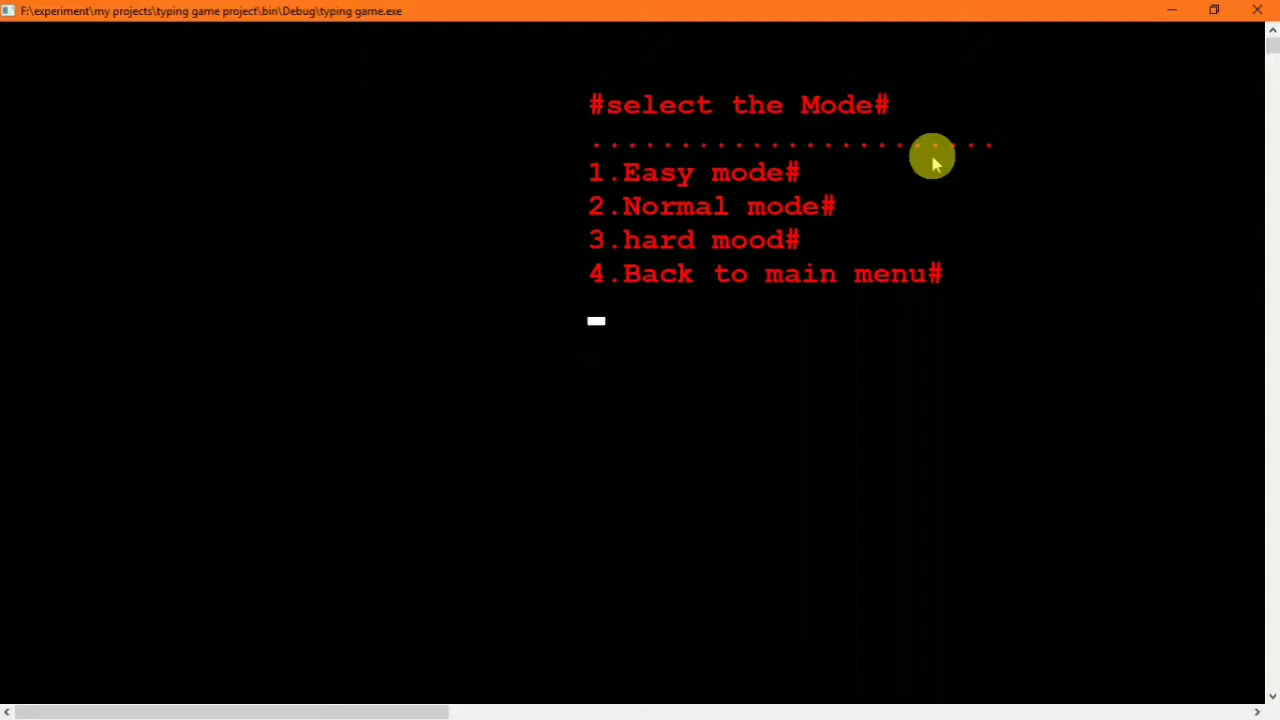 F:\experiment\my projects\typing game project\bin\Debug\typing game.exe
#select the Mode#
.......................
1.Easy mode#
2.Normal mode#
3.hard mood#
4.Back to main menu#